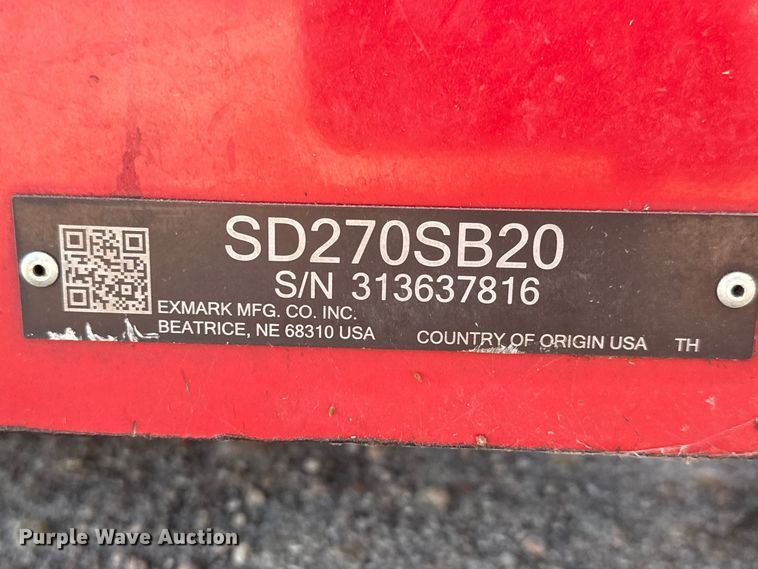 SD270SB20
S/N 313637816
EXMARK MFG. CO. INC.
BEATRICE, NE 68310 USA
COUNTRY OF ORIGIN USA TH
Purple Wave Auction